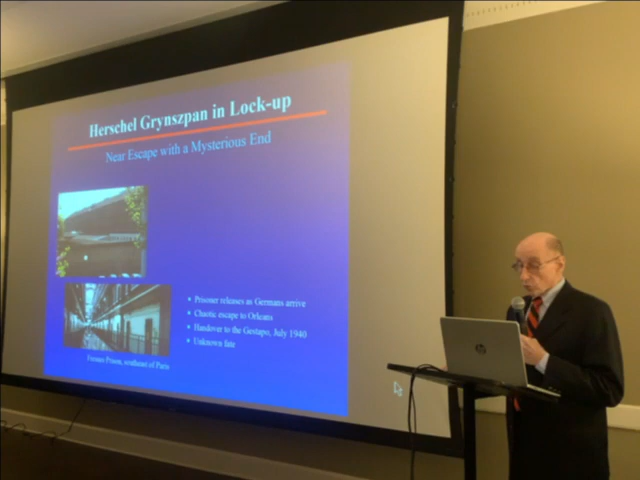 Herschel Grynszpan in Lock-up
Near Escape with a Mysterious End
Prisoner releases as Germans arrive
Chaotic escape to Orleans
Handover to the Gestapo, July 1940
Unknown fate
Fresnes Prison, southeast of Paris
hp